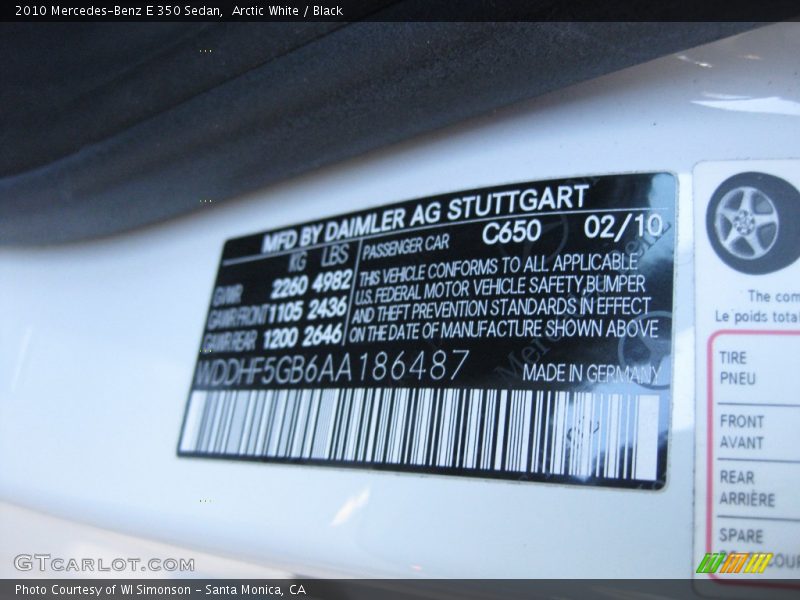 2010 Mercedes-Benz E 350 Sedan,  Arctic White / Black
MFD BY DAIMLER AG STUTTGART
KG LBS PASSENGER CAR C650 02/10
GVWR 2260 4982
GAWR FRONT 1105 2436
GAWR REAR 1200 2646
THIS VEHICLE CONFORMS TO ALL APPLICABLE
U.S. FEDERAL MOTOR VEHICLE SAFETY, BUMPER
AND THEFT PREVENTION STANDARDS IN EFFECT
ON THE DATE OF MANUFACTURE SHOWN ABOVE
WDDHF5GB6AA186487 MADE IN GERMANY
The com
Le poids total
TIRE
PNEU
FRONT
AVANT
REAR
ARRIÈRE
SPARE
GTCARLOT.COM
Photo Courtesy of WI Simonson - Santa Monica, CA